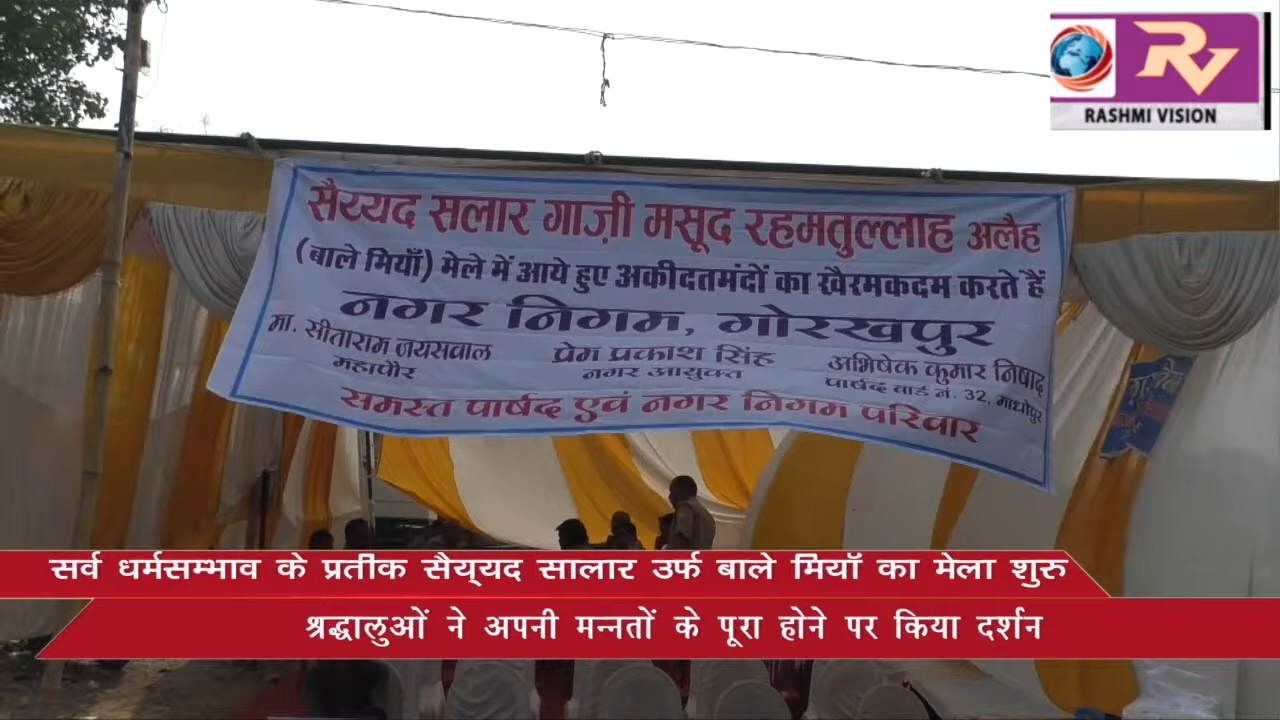 RV
RASHMI VISION
सैय्यद सलार गाज़ी मसूद रहमतुल्लाह अलैह
(बाले मियाँ) मेले में आये हुए अकीदतमंदों का खैरमकदम करते हैं
नगर निगम, गोरखपुर
मा. सीताराम जयसवाल
महापौर
प्रेम प्रकाश सिंह
नगर आयुक्त
अभिषेक कुमार निषाद
पार्षद वार्ड नं. 32, माधोपुर
समस्त पार्षद एवं नगर निगम परिवार
सर्व धर्मसम्भाव के प्रतीक सैय्यद सालार उर्फ बाले मियॉ का मेला शुरु
श्रद्धालुओं ने अपनी मन्नतों के पूरा होने पर किया दर्शन